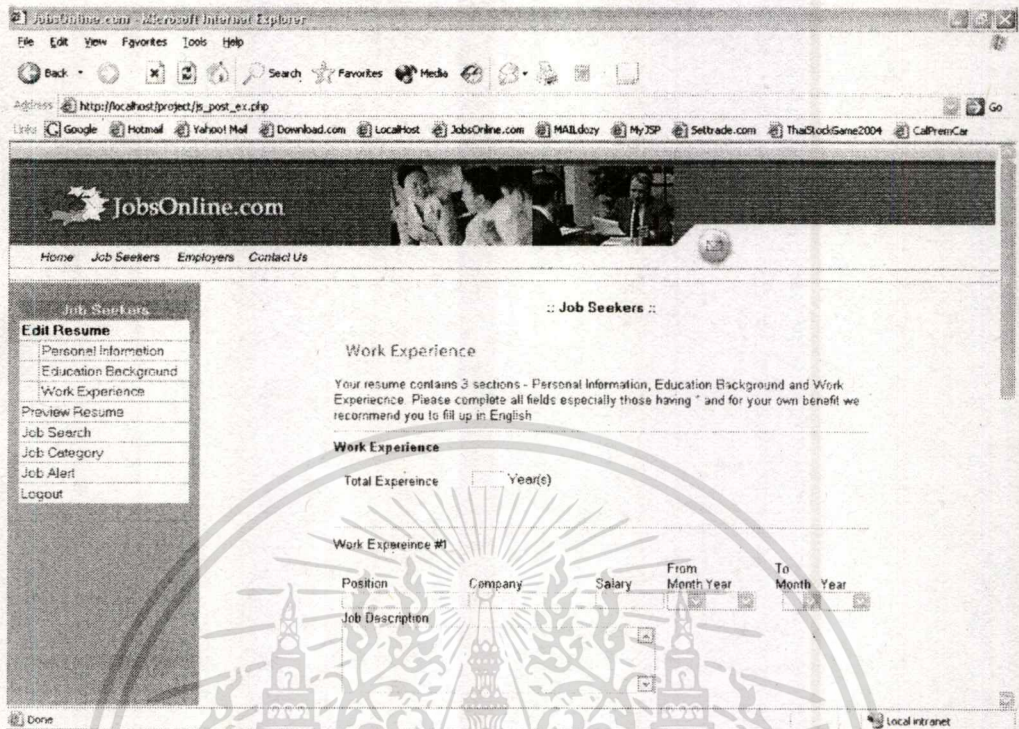 JobsOnline.com - Microsoft Internet Explorer
File Edit View Favorites Tools Help
Back Search Favorites Media
Address http://localhost/project/js_post_ex.php Go
Links Google Hotmail Yahoo! Mail Download.com LocalHost JobsOnline.com MAILdozy MyJSP Settrade.com ThaiStockGame2004 CalPremCar
JobsOnline.com
Home Job Seekers Employers Contact Us
Job Seekers
Edit Resume
Personal Information
Education Background
Work Experience
Preview Resume
Job Search
Job Category
Job Alert
Logout
:: Job Seekers ::
Work Experience
Your resume contains 3 sections - Personal Information, Education Background and Work
Experiecnce. Please complete all fields especially those having * and for your own benefit we
recommend you to fill up in English
Work Experience
Total Expereince Year(s)
Work Expereince #1
From To
Position Company Salary Month Year Month Year
Job Description
Done Local intranet